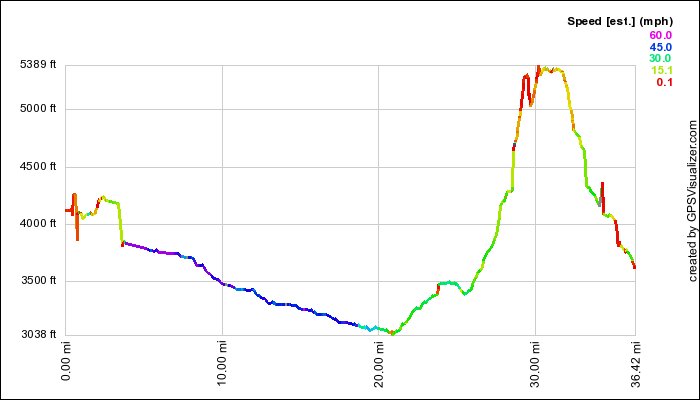 Speed [est.] (mph)
60.0
45.0
30.0
15.1
0.1
5389 ft
5000 ft
4500 ft
4000 ft
3500 ft
3038 ft
0.00 mi
10.00 mi
20.00 mi
30.00 mi
36.42 mi
created by GPSVisualizer.com